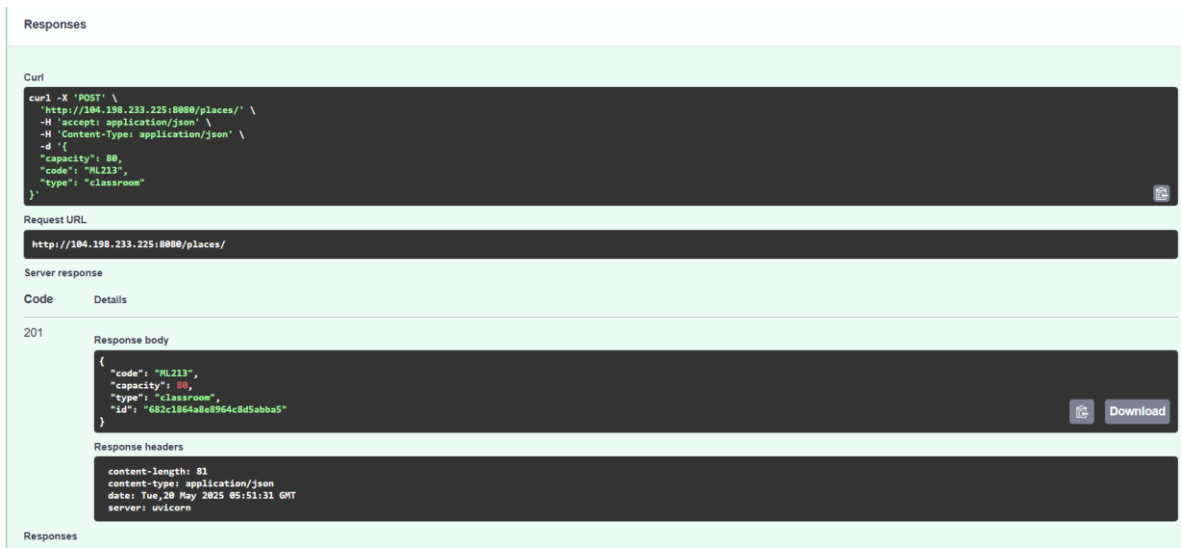 Responses
Curl
curl -X 'POST' \
  'http://104.198.233.225:8080/places/' \
  -H 'accept: application/json' \
  -H 'Content-Type: application/json' \
  -d '{
  "capacity": 80,
  "code": "ML213",
  "type": "classroom"
}'
Request URL
http://104.198.233.225:8080/places/
Server response
Code Details
201
Response body
{
  "code": "ML213",
  "capacity": 80,
  "type": "classroom",
  "id": "682c1864a8e8964c8d5abba5"
}
Download
Response headers
content-length: 81
content-type: application/json
date: Tue,20 May 2025 05:51:31 GMT
server: uvicorn
Responses